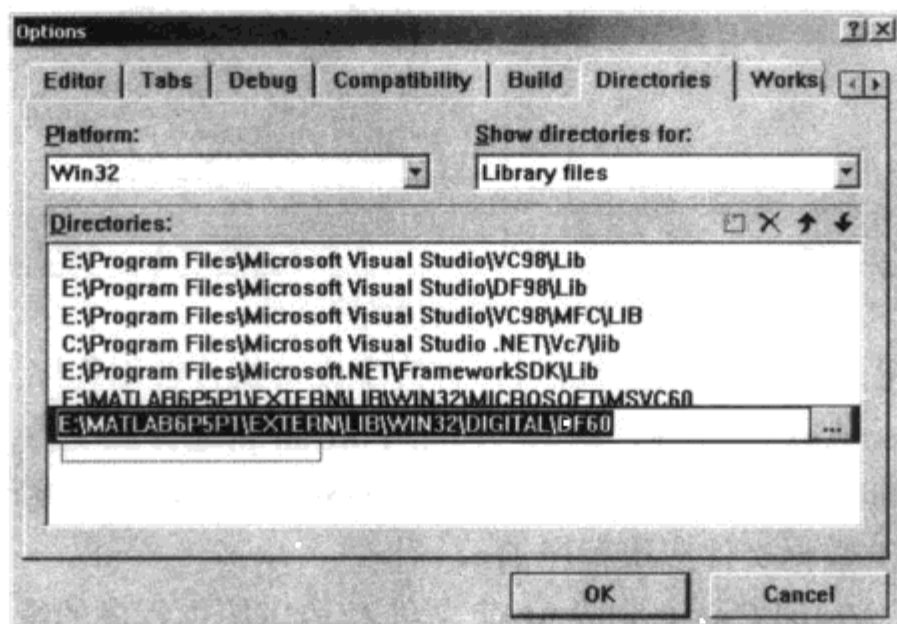 Options
Editor Tabs Debug Compatibility Build Directories Works
Platform: Show directories for:
Win32 Library files
Directories:
E:\Program Files\Microsoft Visual Studio\VC98\Lib
E:\Program Files\Microsoft Visual Studio\DF98\Lib
E:\Program Files\Microsoft Visual Studio\VC98\MFC\LIB
C:\Program Files\Microsoft Visual Studio .NET\Vc7\lib
E:\Program Files\Microsoft.NET\FrameworkSDK\Lib
E:\MATLAB6P5P1\EXTERN\LIB\WIN32\MICROSOFT\MSVC60
E:\MATLAB6P5P1\EXTERN\LIB\WIN32\DIGITAL\DF60
...
OK Cancel